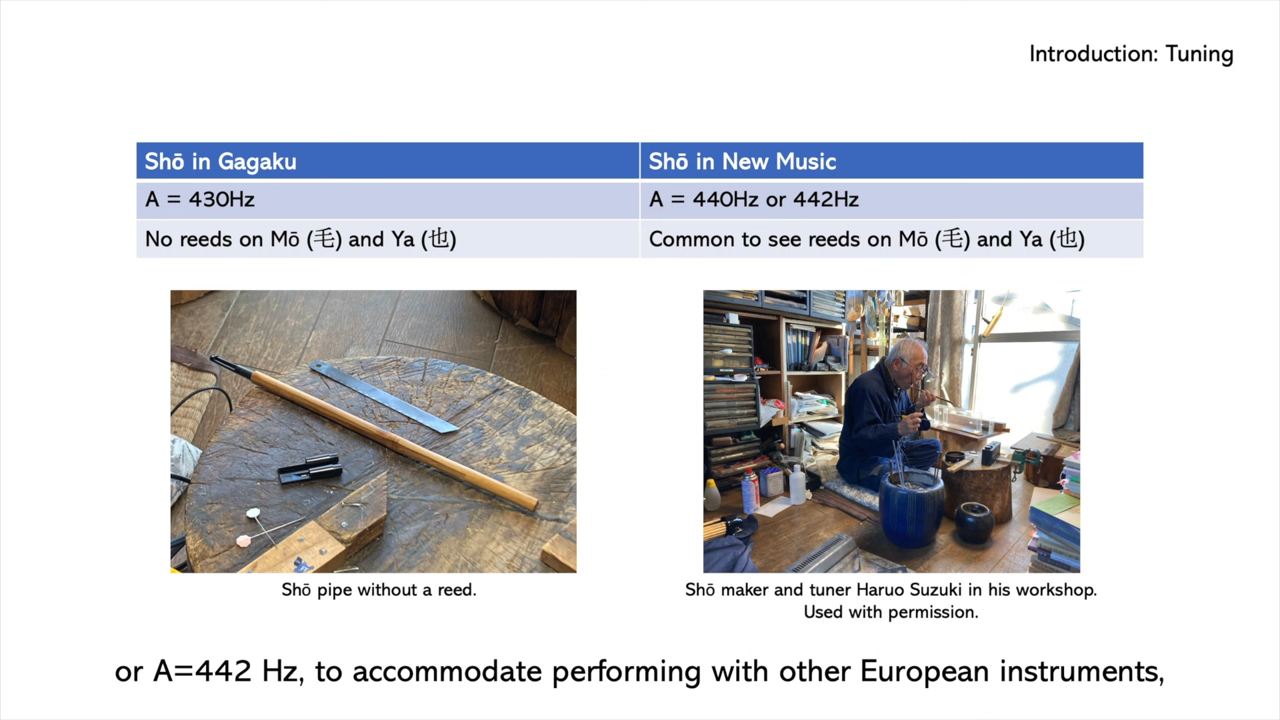 Introduction: Tuning
Shō in Gagaku
Shō in New Music
A = 430Hz
A = 440Hz or 442Hz
No reeds on Mō (毛) and Ya (也)
Common to see reeds on Mō (毛) and Ya (也)
Shō pipe without a reed.
Shō maker and tuner Haruo Suzuki in his workshop.
Used with permission.
or A=442 Hz, to accommodate performing with other European instruments,